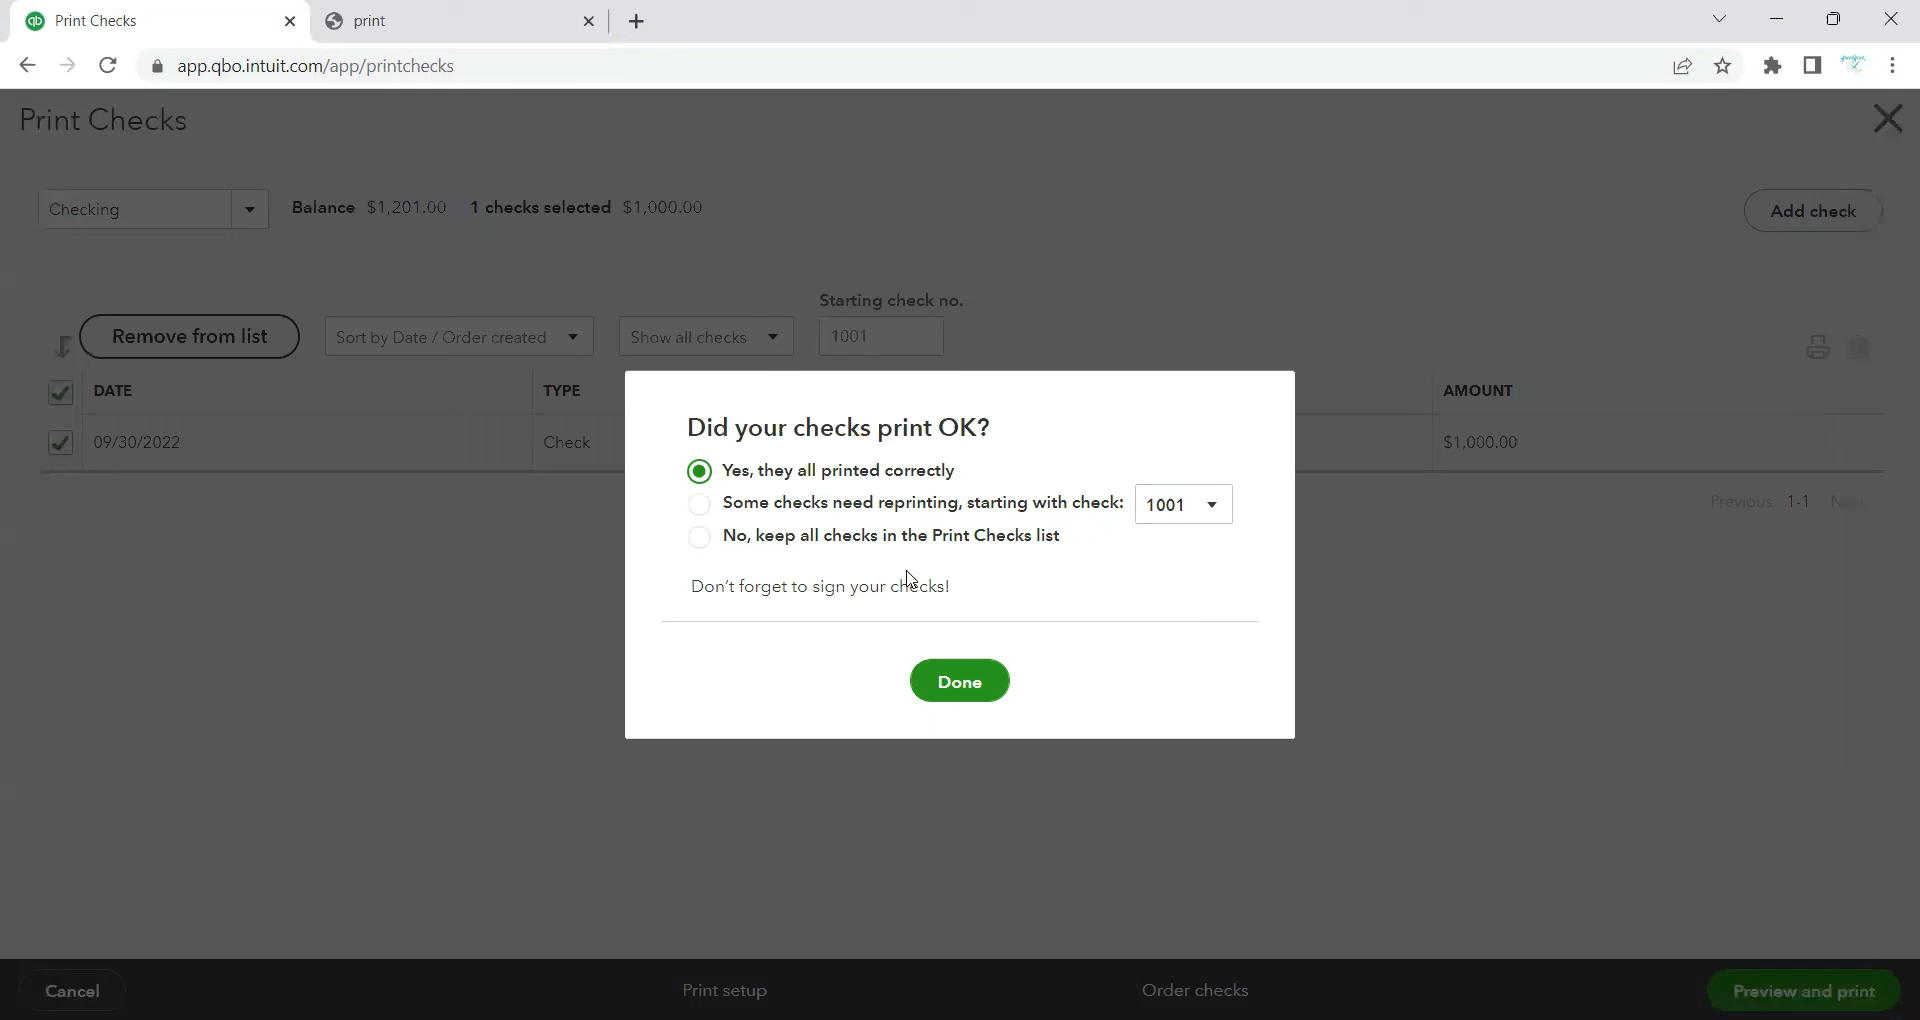 Print Checks
print
app.qbo.intuit.com/app/printchecks
Print Checks
Checking
Balance $1,201.00 1 checks selected $1,000.00
Add check
Starting check no.
Remove from list
Sort by Date / Order created
Show all checks
1001
DATE
TYPE
AMOUNT
09/30/2022
Check
$1,000.00
Previous 1-1 Next
Did your checks print OK?
Yes, they all printed correctly
Some checks need reprinting, starting with check: 1001
No, keep all checks in the Print Checks list
Don't forget to sign your checks!
Done
Cancel
Print setup
Order checks
Preview and print